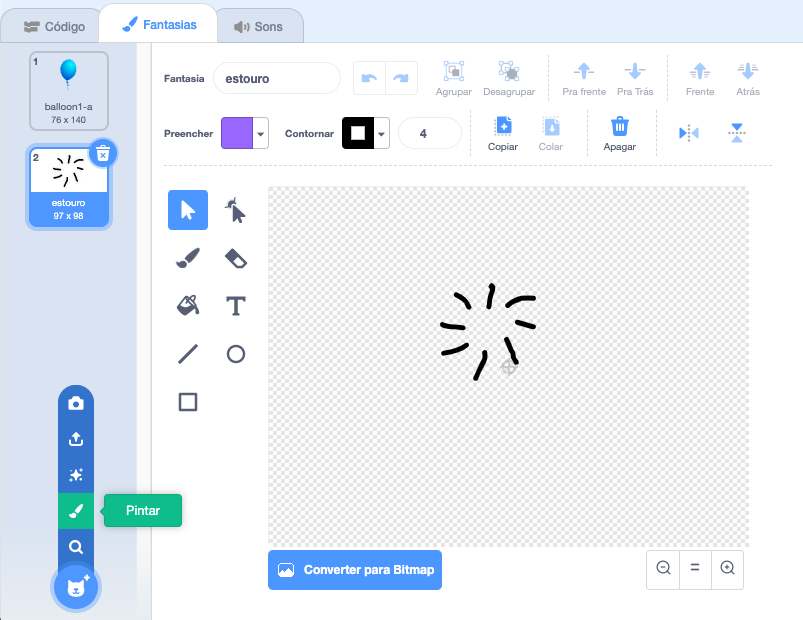 Código
Fantasias
Sons
1
balloon1-a
76 x 140
2
estouro
97 x 98
Fantasia
estouro
Agrupar
Desagrupar
Pra frente
Pra Trás
Frente
Atrás
Preencher
Contornar
4
Copiar
Colar
Apagar
T
Pintar
Converter para Bitmap